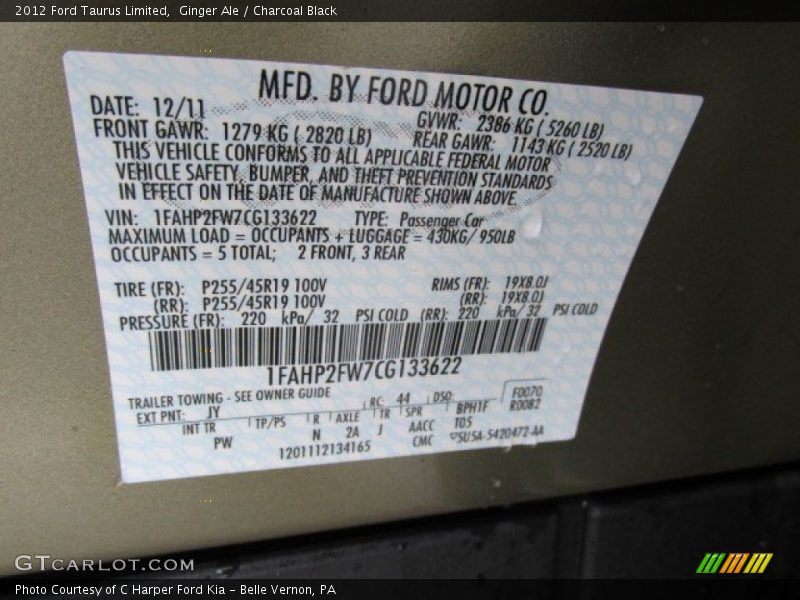 2012 Ford Taurus Limited,  Ginger Ale / Charcoal Black
MFD. BY FORD MOTOR CO.
DATE: 12/11 GVWR: 2386 KG ( 5260 LB)
FRONT GAWR: 1279 KG ( 2820 LB) REAR GAWR: 1143 KG ( 2520 LB)
THIS VEHICLE CONFORMS TO ALL APPLICABLE FEDERAL MOTOR
VEHICLE SAFETY, BUMPER, AND THEFT PREVENTION STANDARDS
IN EFFECT ON THE DATE OF MANUFACTURE SHOWN ABOVE.
VIN: 1FAHP2FW7CG133622 TYPE: Passenger Car
MAXIMUM LOAD = OCCUPANTS + LUGGAGE = 430KG/ 950LB
OCCUPANTS = 5 TOTAL; 2 FRONT, 3 REAR
TIRE (FR): P255/45R19 100V RIMS (FR): 19X8.0J
(RR): P255/45R19 100V (RR): 19X8.0J
PRESSURE (FR): 220 kPa/ 32 PSI COLD (RR): 220 kPa/ 32 PSI COLD
1FAHP2FW7CG133622
TRAILER TOWING - SEE OWNER GUIDE
EXT PNT: JY RC: 44 DSO: F0070
R0082
INT TR TP/PS R AXLE TR SPR BPH1F
PW N 2A J AACC T05
1201112134165 CMC 5U5A-5420472-AA
GTCARLOT.COM
Photo Courtesy of C Harper Ford Kia – Belle Vernon, PA